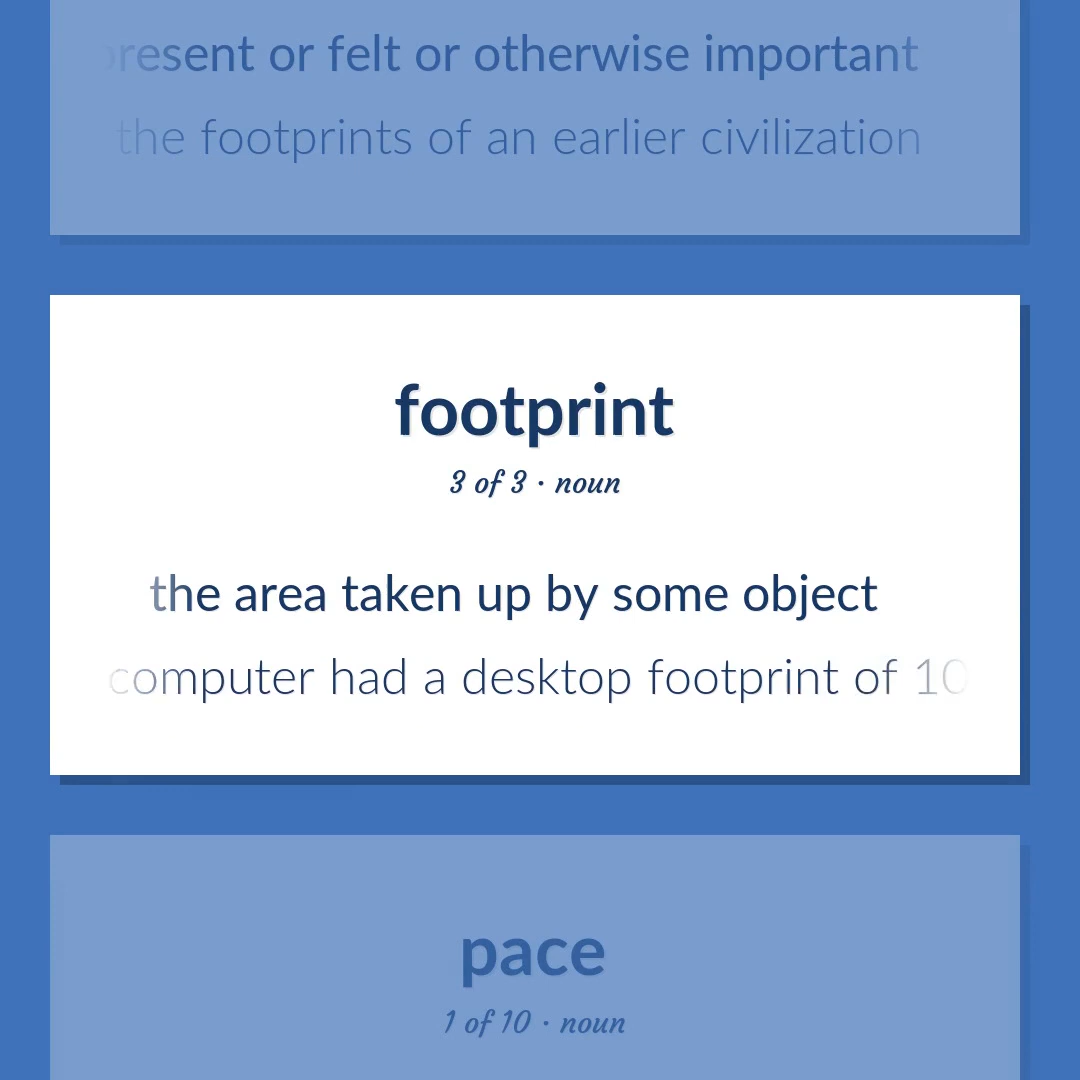 present or felt or otherwise important
the footprints of an earlier civilization
footprint
3 of 3 · noun
the area taken up by some object
computer had a desktop footprint of 10
pace
1 of 10 · noun